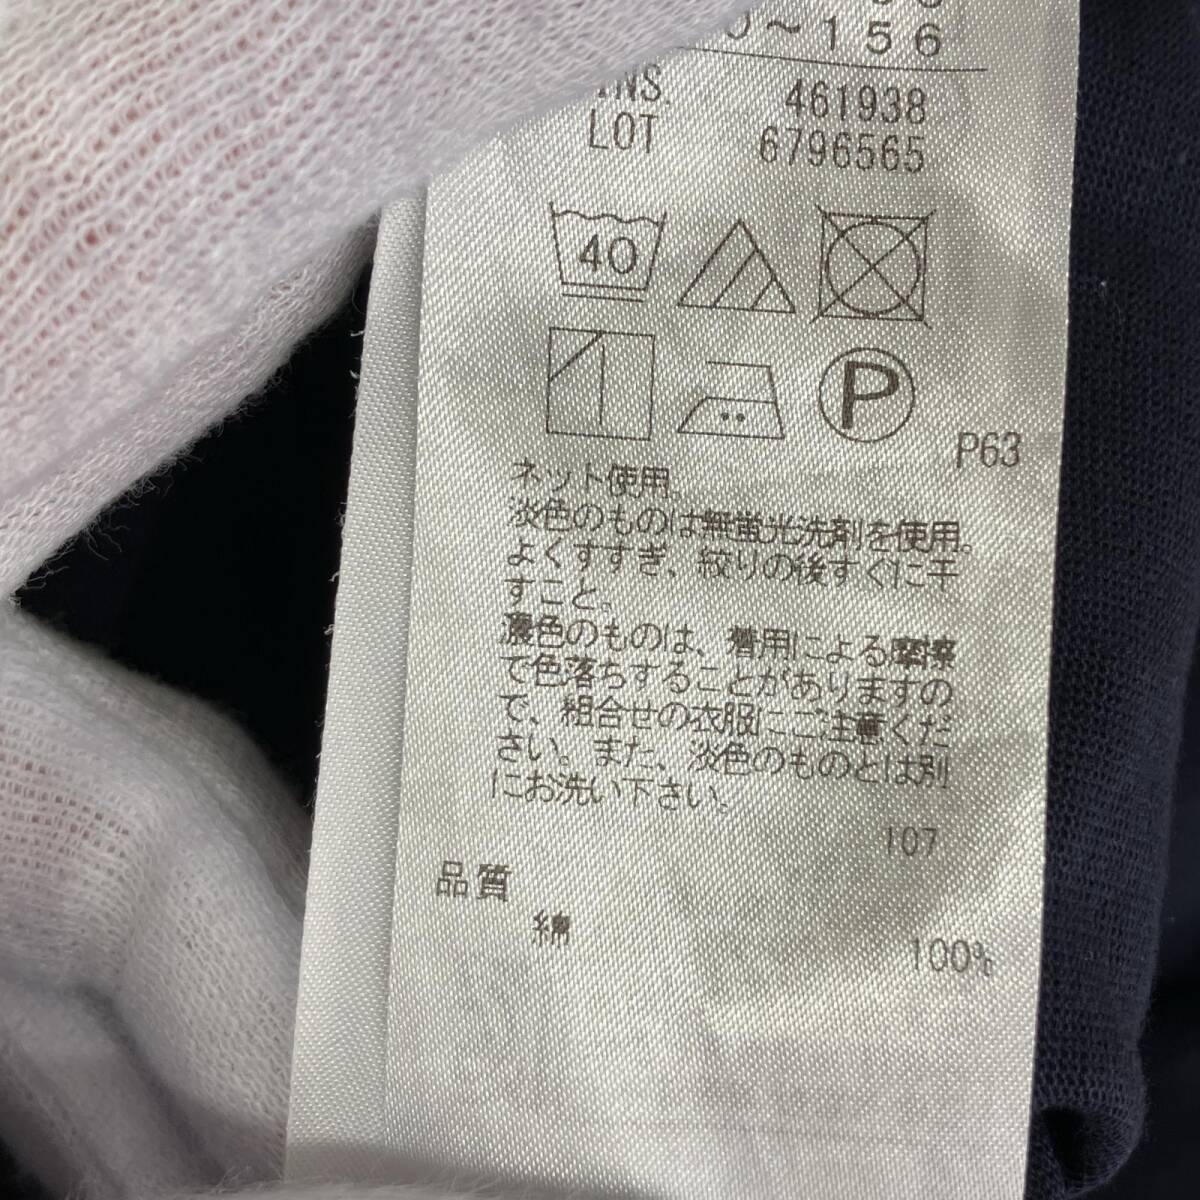 0~156
INS. 461938
LOT 6796565
40
P
P63
ネット使用。
淡色のものは無蛍光洗剤を使用。
よくすすぎ、絞りの後すぐに干
すこと。
濃色のものは、着用による摩擦
で色落ちすることがありますの
で、組合せの衣服にご注意くだ
さい。また、淡色のものとは別
にお洗い下さい。
107
品質
綿
100%